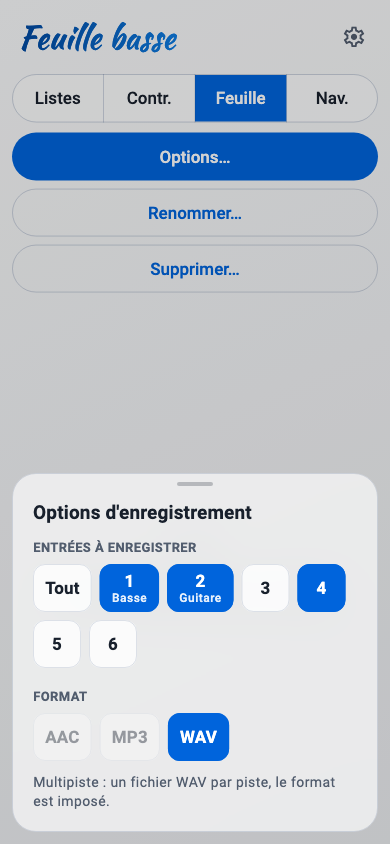 Feuille basse
Listes
Contr.
Feuille
Nav.
Options…
Renommer…
Supprimer…
Options d'enregistrement
ENTRÉES À ENREGISTRER
Tout
1
Basse
2
Guitare
3
4
5
6
FORMAT
AAC
MP3
WAV
Multipiste : un fichier WAV par piste, le format
est imposé.